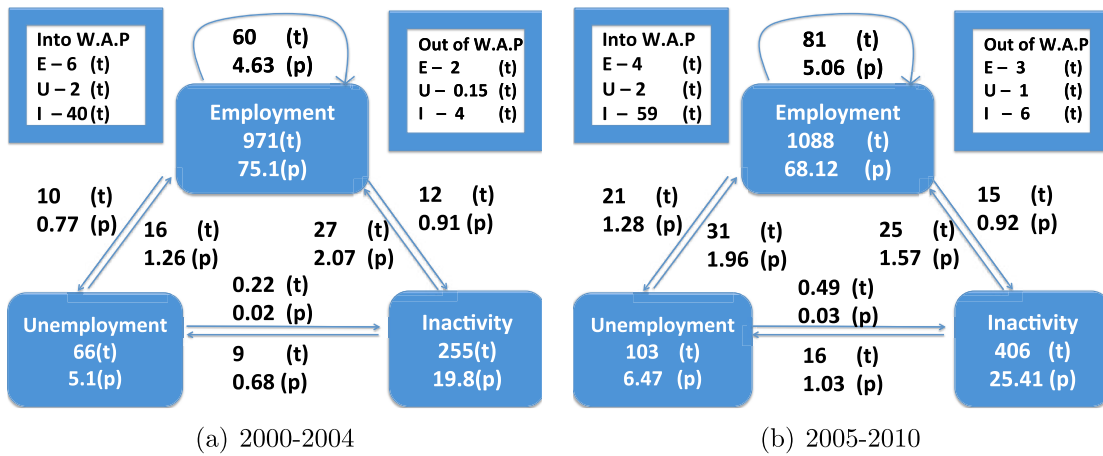 Into W.A.P
E – 6 (t)
U – 2 (t)
I – 40 (t)
60 (t)
4.63 (p)
Out of W.A.P
E – 2 (t)
U – 0.15 (t)
I – 4 (t)
Employment
971(t)
75.1(p)
10 (t)
0.77 (p)
16 (t)
1.26 (p)
27 (t)
2.07 (p)
12 (t)
0.91 (p)
0.22 (t)
0.02 (p)
Unemployment
66(t)
5.1(p)
9 (t)
0.68 (p)
Inactivity
255(t)
19.8(p)
(a) 2000-2004
Into W.A.P
E – 4 (t)
U – 2 (t)
I – 59 (t)
81 (t)
5.06 (p)
Out of W.A.P
E – 3 (t)
U – 1 (t)
I – 6 (t)
Employment
1088 (t)
68.12 (p)
21 (t)
1.28 (p)
31 (t)
1.96 (p)
25 (t)
1.57 (p)
15 (t)
0.92 (p)
0.49 (t)
0.03 (p)
Unemployment
103 (t)
6.47 (p)
16 (t)
1.03 (p)
Inactivity
406 (t)
25.41 (p)
(b) 2005-2010